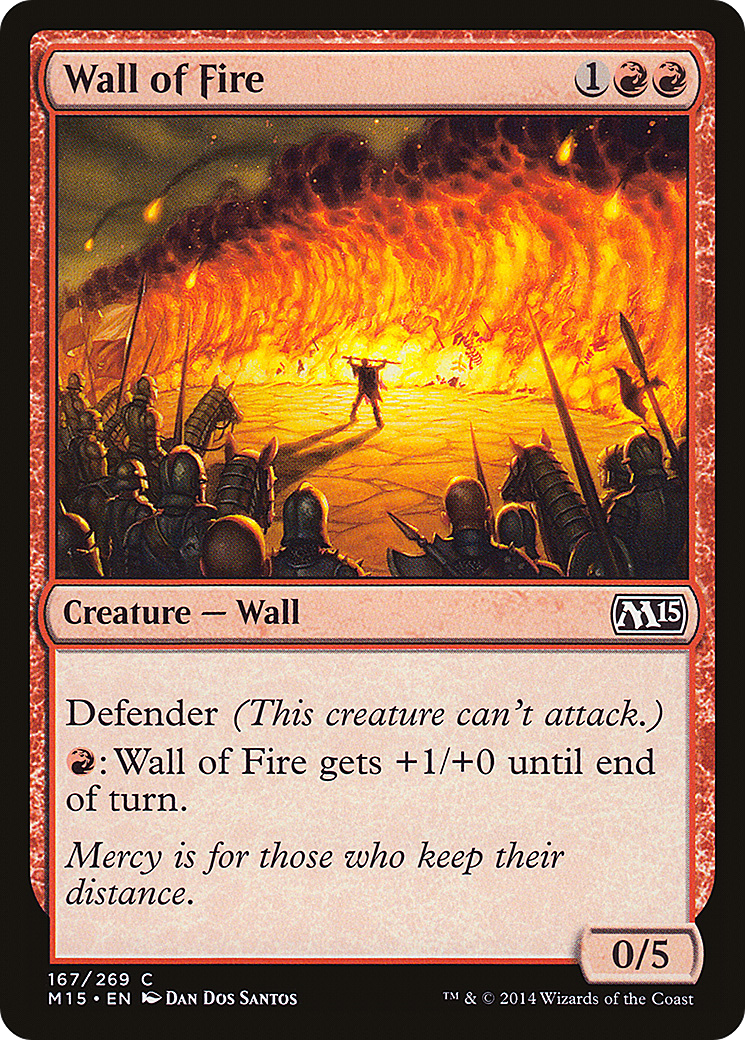 Wall of Fire 1
M15
Creature — Wall
Defender (This creature can't attack.)
: Wall of Fire gets +1/+0 until end
of turn.
Mercy is for those who keep their
distance.
0/5
167/269 C
M15 • EN Dan Dos Santos
™ & © 2014 Wizards of the Coast